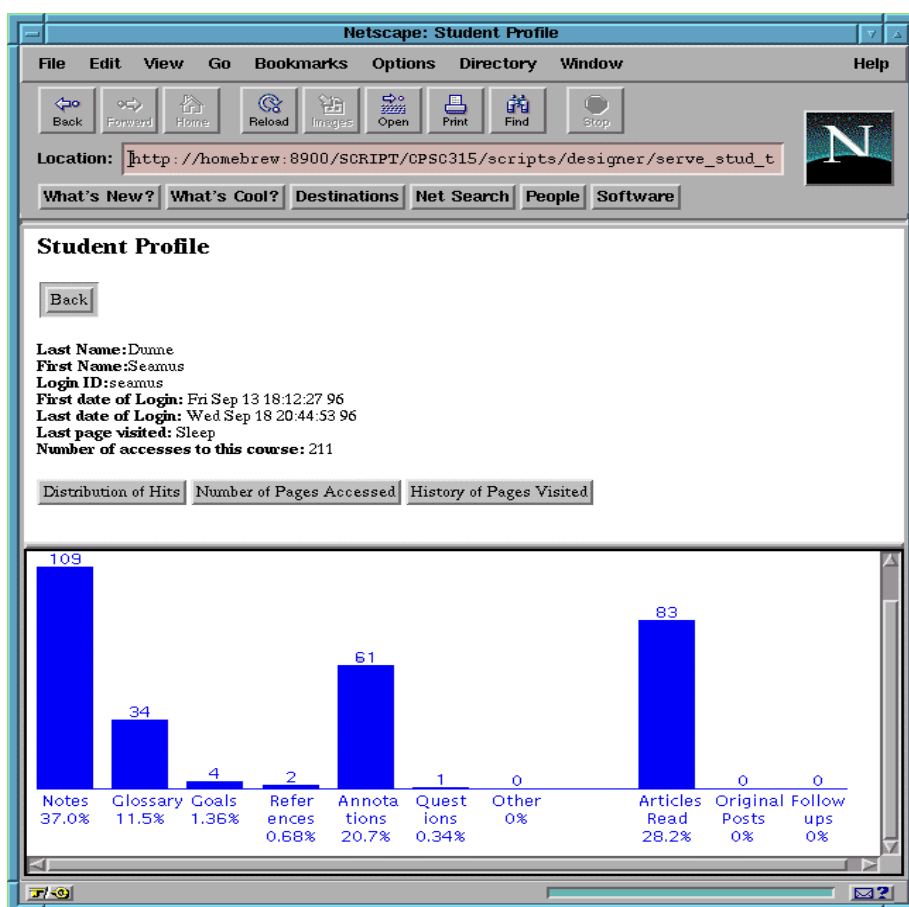 Netscape: Student Profile
File Edit View Go Bookmarks Options Directory Window Help
Back Forward Home Reload Images Open Print Find Stop
Location: http://homebrew:8900/SCRIPT/CPSC315/scripts/designer/serve_stud_t
N
What's New? What's Cool? Destinations Net Search People Software
Student Profile
Back
Last Name:Dunne
First Name:Seamus
Login ID:seamus
First date of Login: Fri Sep 13 18:12:27 96
Last date of Login: Wed Sep 18 20:44:53 96
Last page visited: Sleep
Number of accesses to this course: 211
Distribution of Hits Number of Pages Accessed History of Pages Visited
109
83
61
34
4 2 1 0 0 0
Notes Glossary Goals Refer Annota Quest Other Articles Original Follow
37.0% 11.5% 1.36% ences tions ions 0% Read Posts ups
0.68% 20.7% 0.34% 28.2% 0% 0%
?